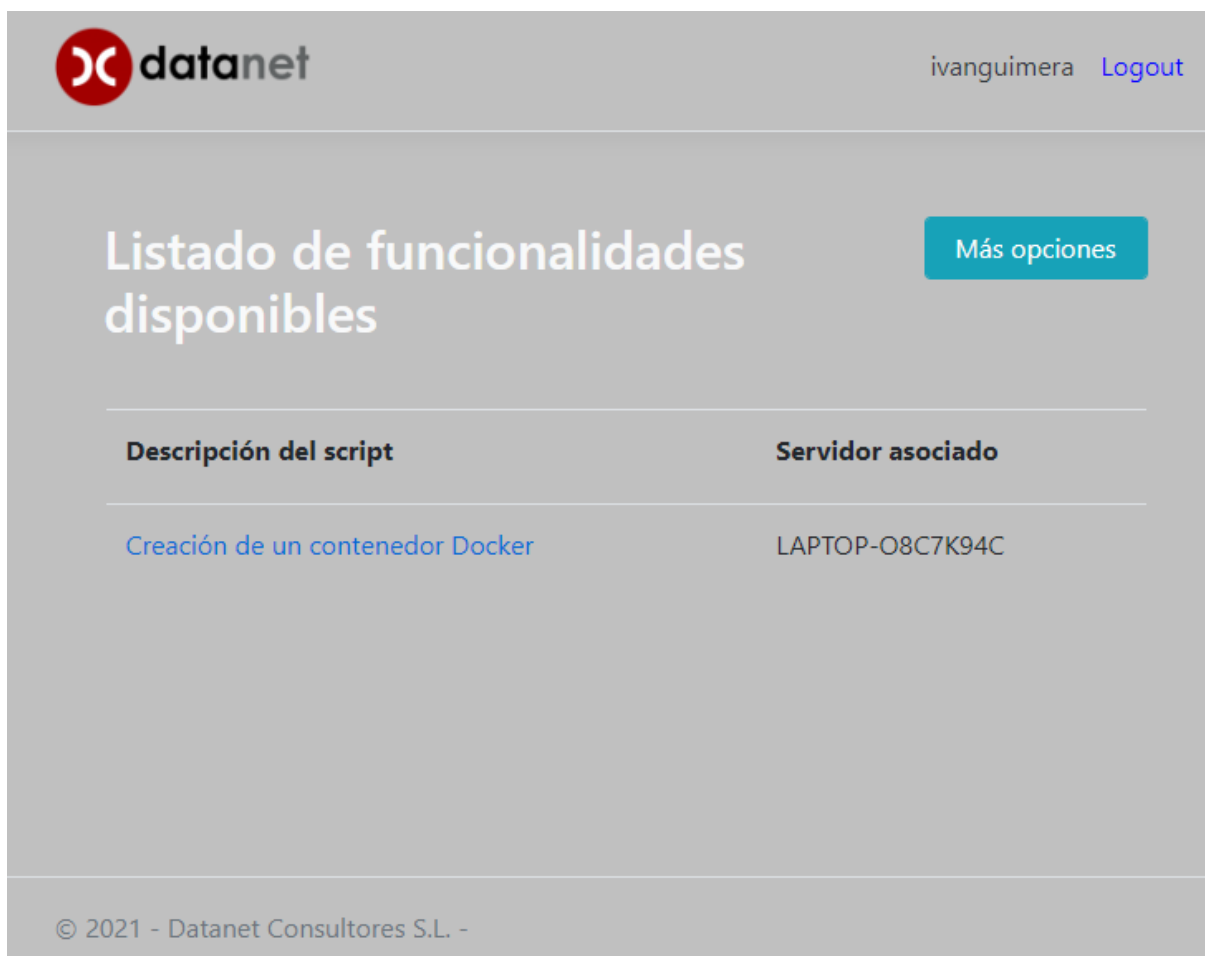 datanet
ivanguimera Logout
Listado de funcionalidades
disponibles
Más opciones
Descripción del script Servidor asociado
Creación de un contenedor Docker LAPTOP-O8C7K94C
© 2021 - Datanet Consultores S.L. -